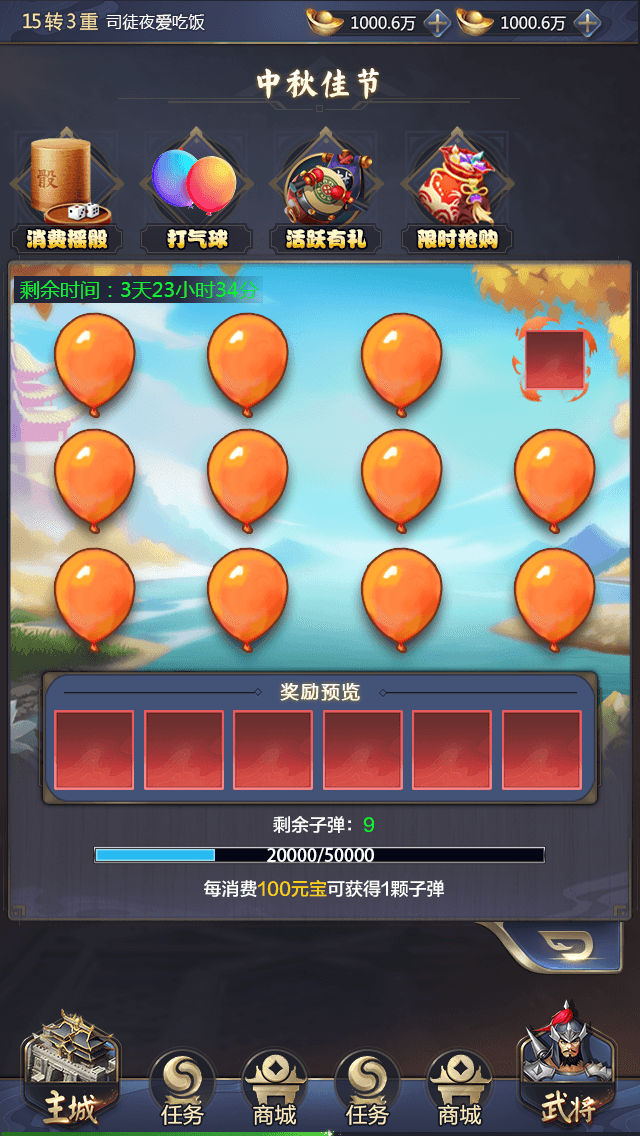 15转3重 司徒夜爱吃饭 1000.6万 1000.6万
中秋佳节
骰
消费摇骰 打气球 活跃有礼 限时抢购
剩余时间：3天23小时34分
奖励预览
剩余子弹：9
20000/50000
每消费100元宝可获得1颗子弹
主城 任务 商城 任务 商城 武将